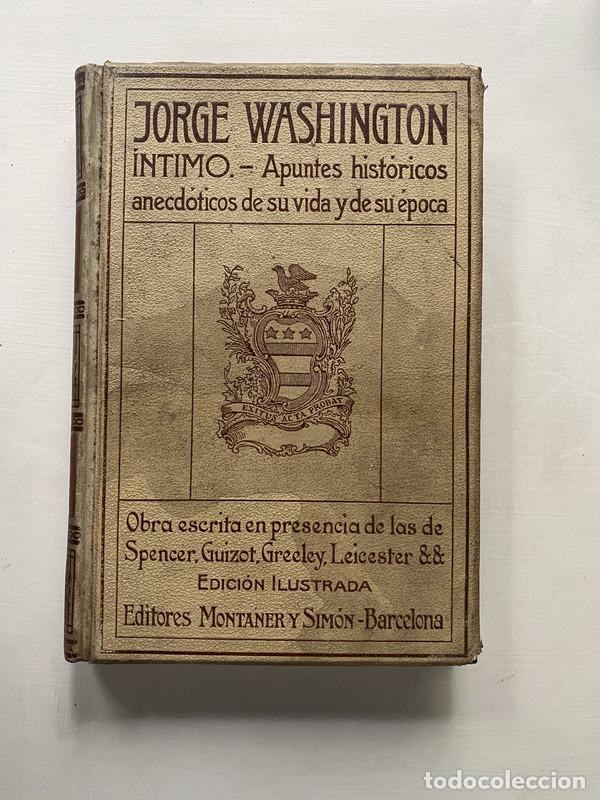 JORGE WASHINGTON
ÍNTIMO. – Apuntes históricos
anecdóticos de su vida y de su época
EXITUS ACTA PROBAT
Obra escrita en presencia de las de
Spencer, Guizot, Greeley, Leicester &&
EDICIÓN ILUSTRADA
Editores MONTANER Y SIMÓN - Barcelona
todocoleccion